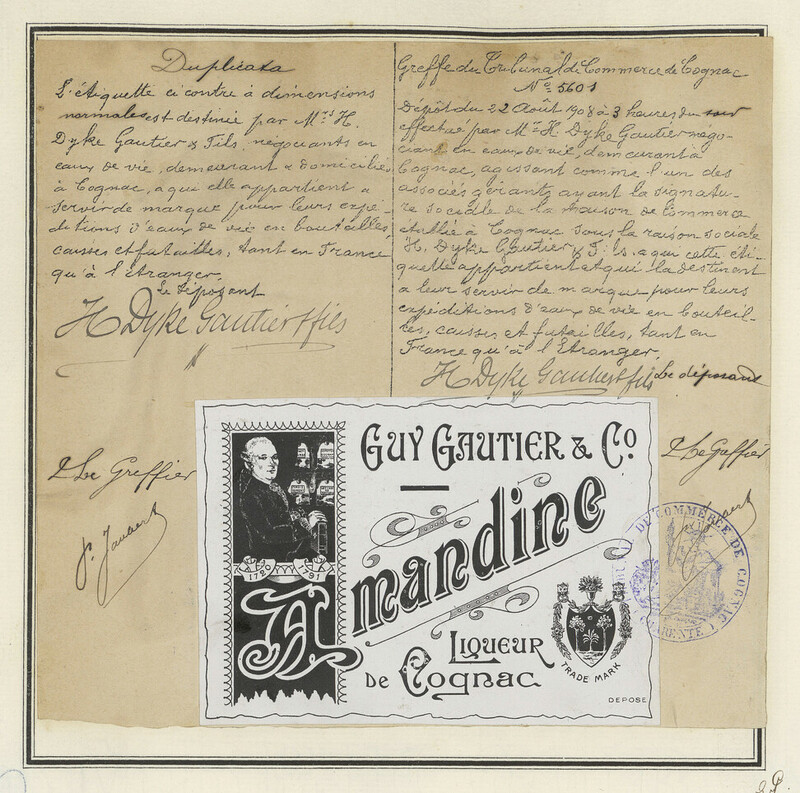 Duplicata
L'étiquette ci contre à dimensions
normales est destinée par Mrs H.
Dyke Gautier & Fils, négociants en
eaux de vie, demeurant & domiciliés
à Cognac, a qui elle appartient a
servir de marque pour leurs expé-
ditions d'eaux de vie en bouteilles,
caisses et futailles, tant en France
qu'à l'étranger.
Le déposant
H Dyke Gautier & fils
Le Greffier
Greffe du Tribunal de Commerce de Cognac
No 5601
Dépôt du 22 Août 1908 à 3 heures du soir
effectué par Mr H. Dyke Gautier négo-
ciant en eaux de vie, demeurant à
Cognac, agissant comme l'un des
associés gérants ayant la signatu-
re sociale de la maison de Commerce
établie à Cognac sous la raison sociale
H. Dyke Gautier & Fils, a qui cette éti-
quette appartient et qui la destinent
a leur servir de marque pour leurs
expéditions d'eaux de vie en bouteil-
les, caisses et futailles, tant en
France qu'à l'Etranger.
H Dyke Gautier & fils Le déposant
Le Greffier
GUY GAUTIER & Co
1720 1791
Amandine
LIQUEUR
DE COGNAC
TRADE MARK
DEPOSE
DE COMMERCE DE COGNAC
CHARENTE